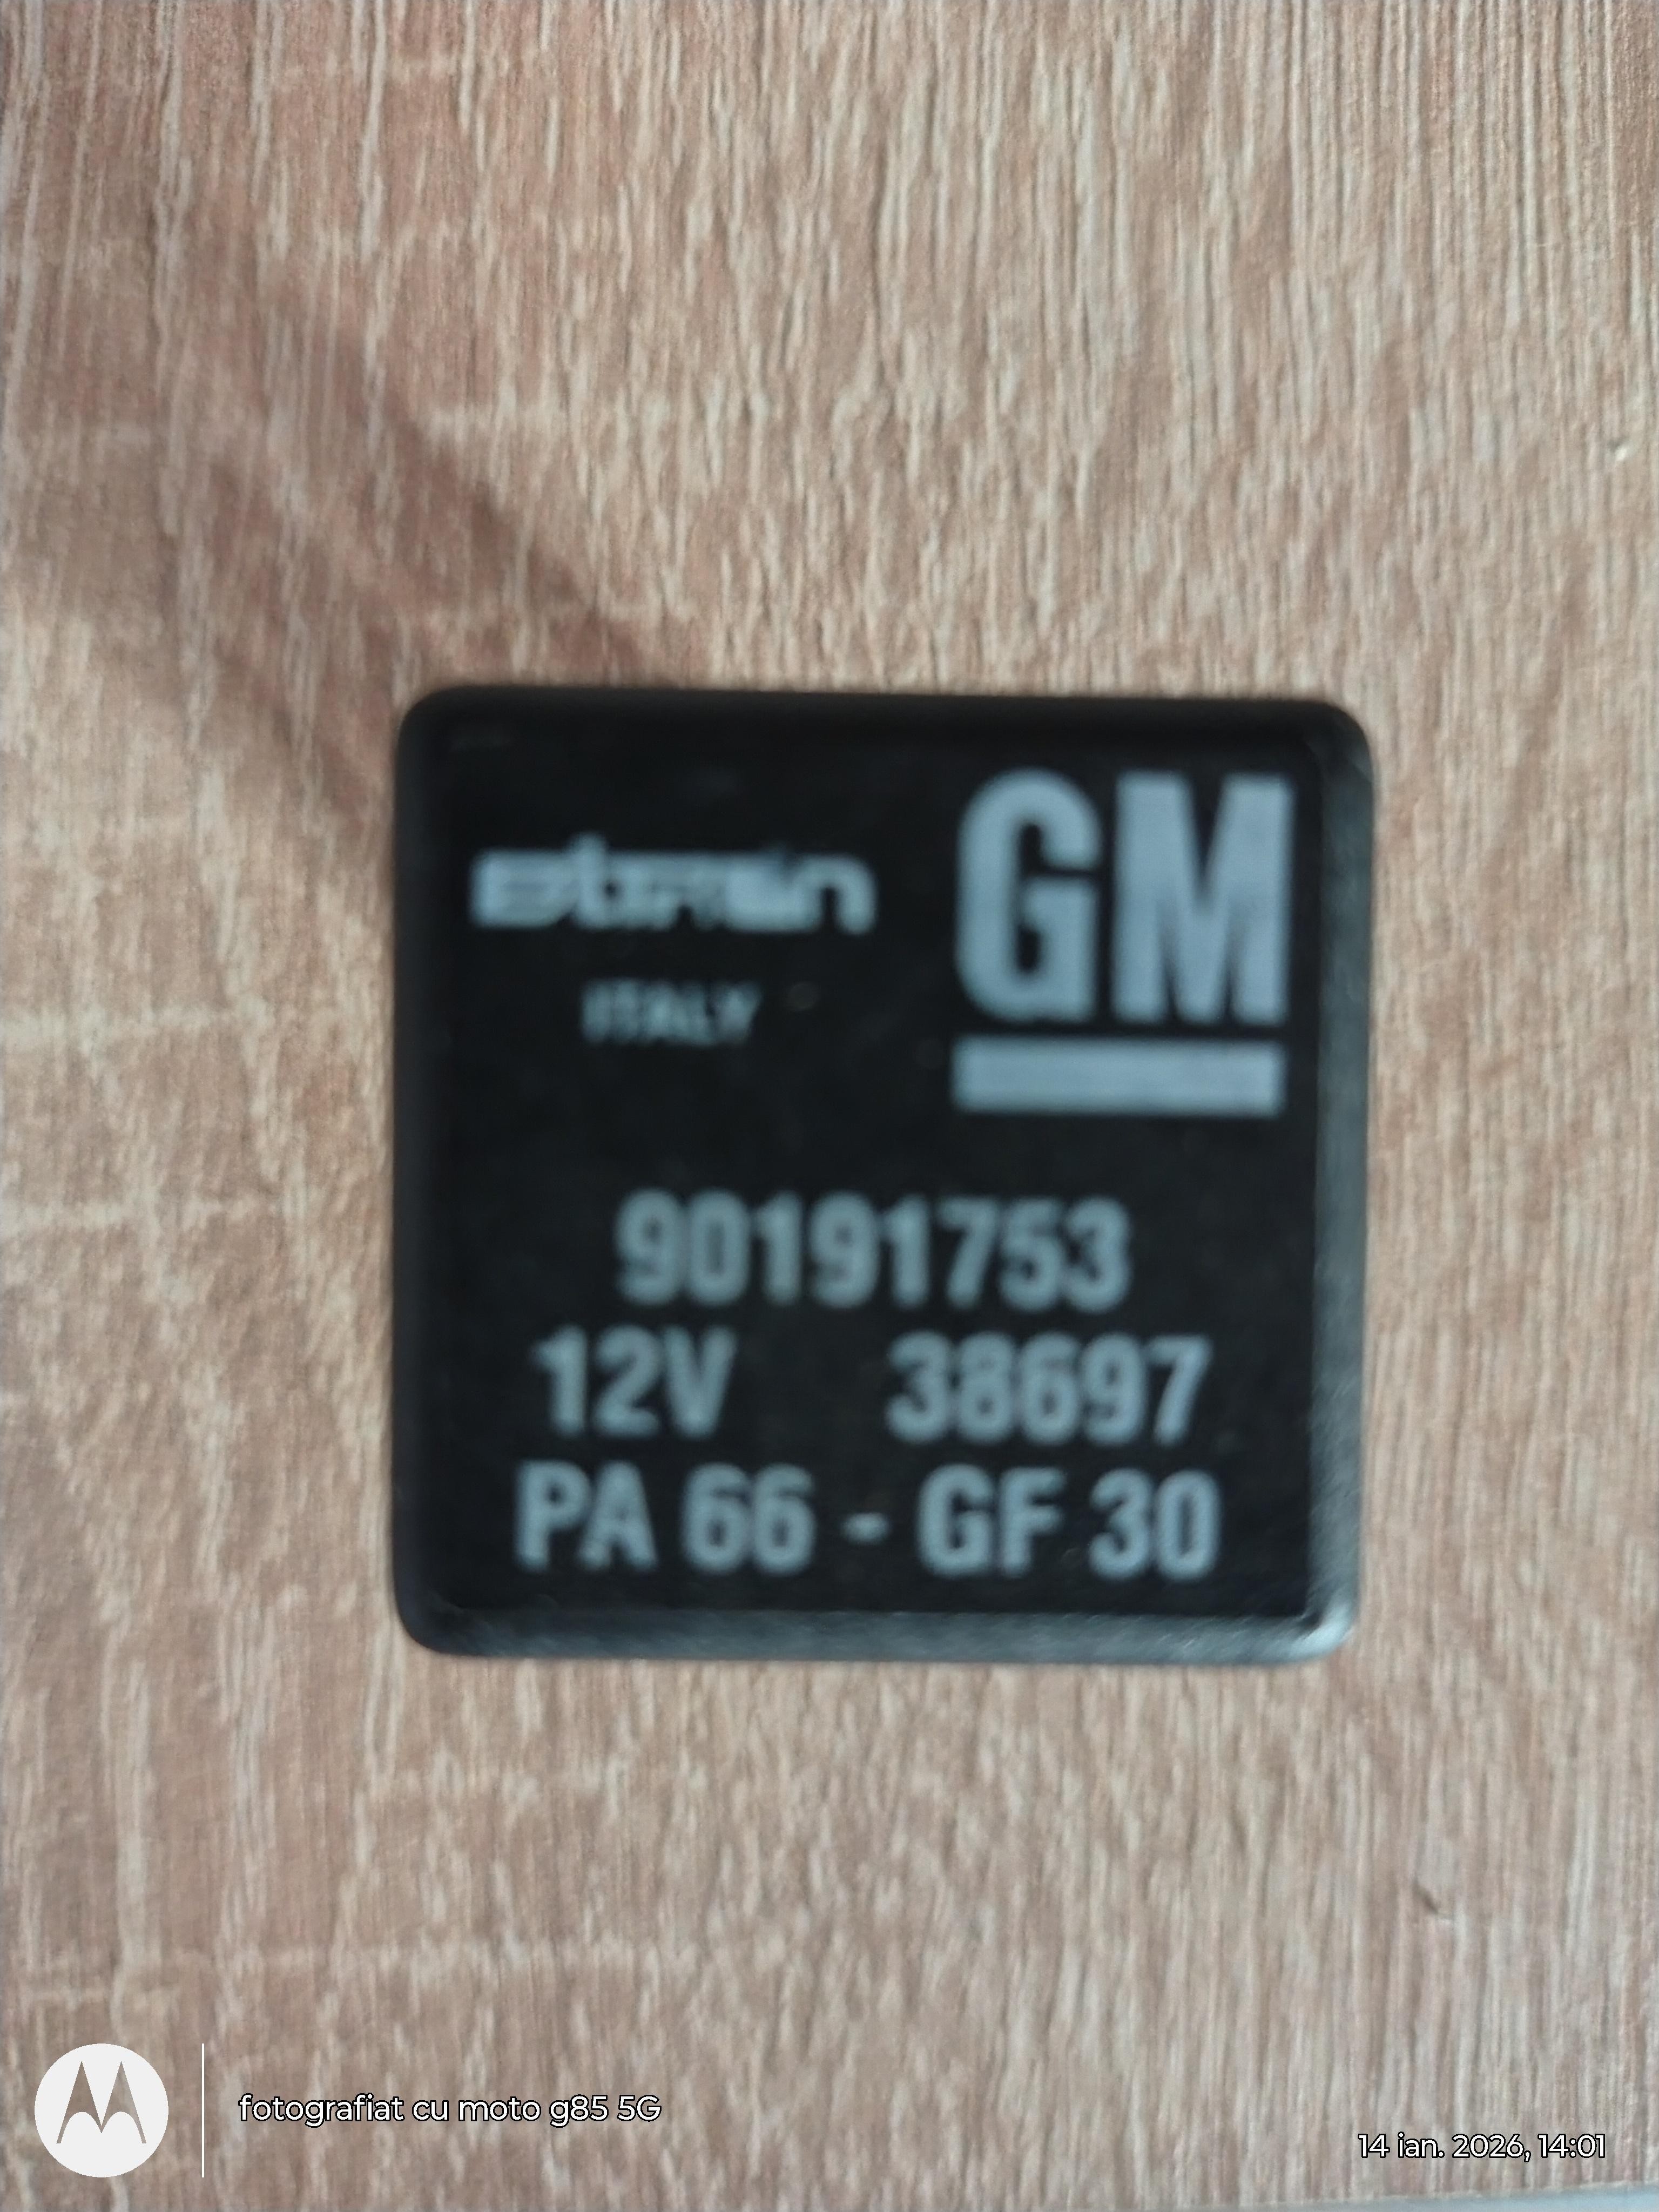 GM
ITALY
90191753
12V 38697
PA 66 - GF 30
fotografiat cu moto g85 5G
14 ian. 2026, 14:01